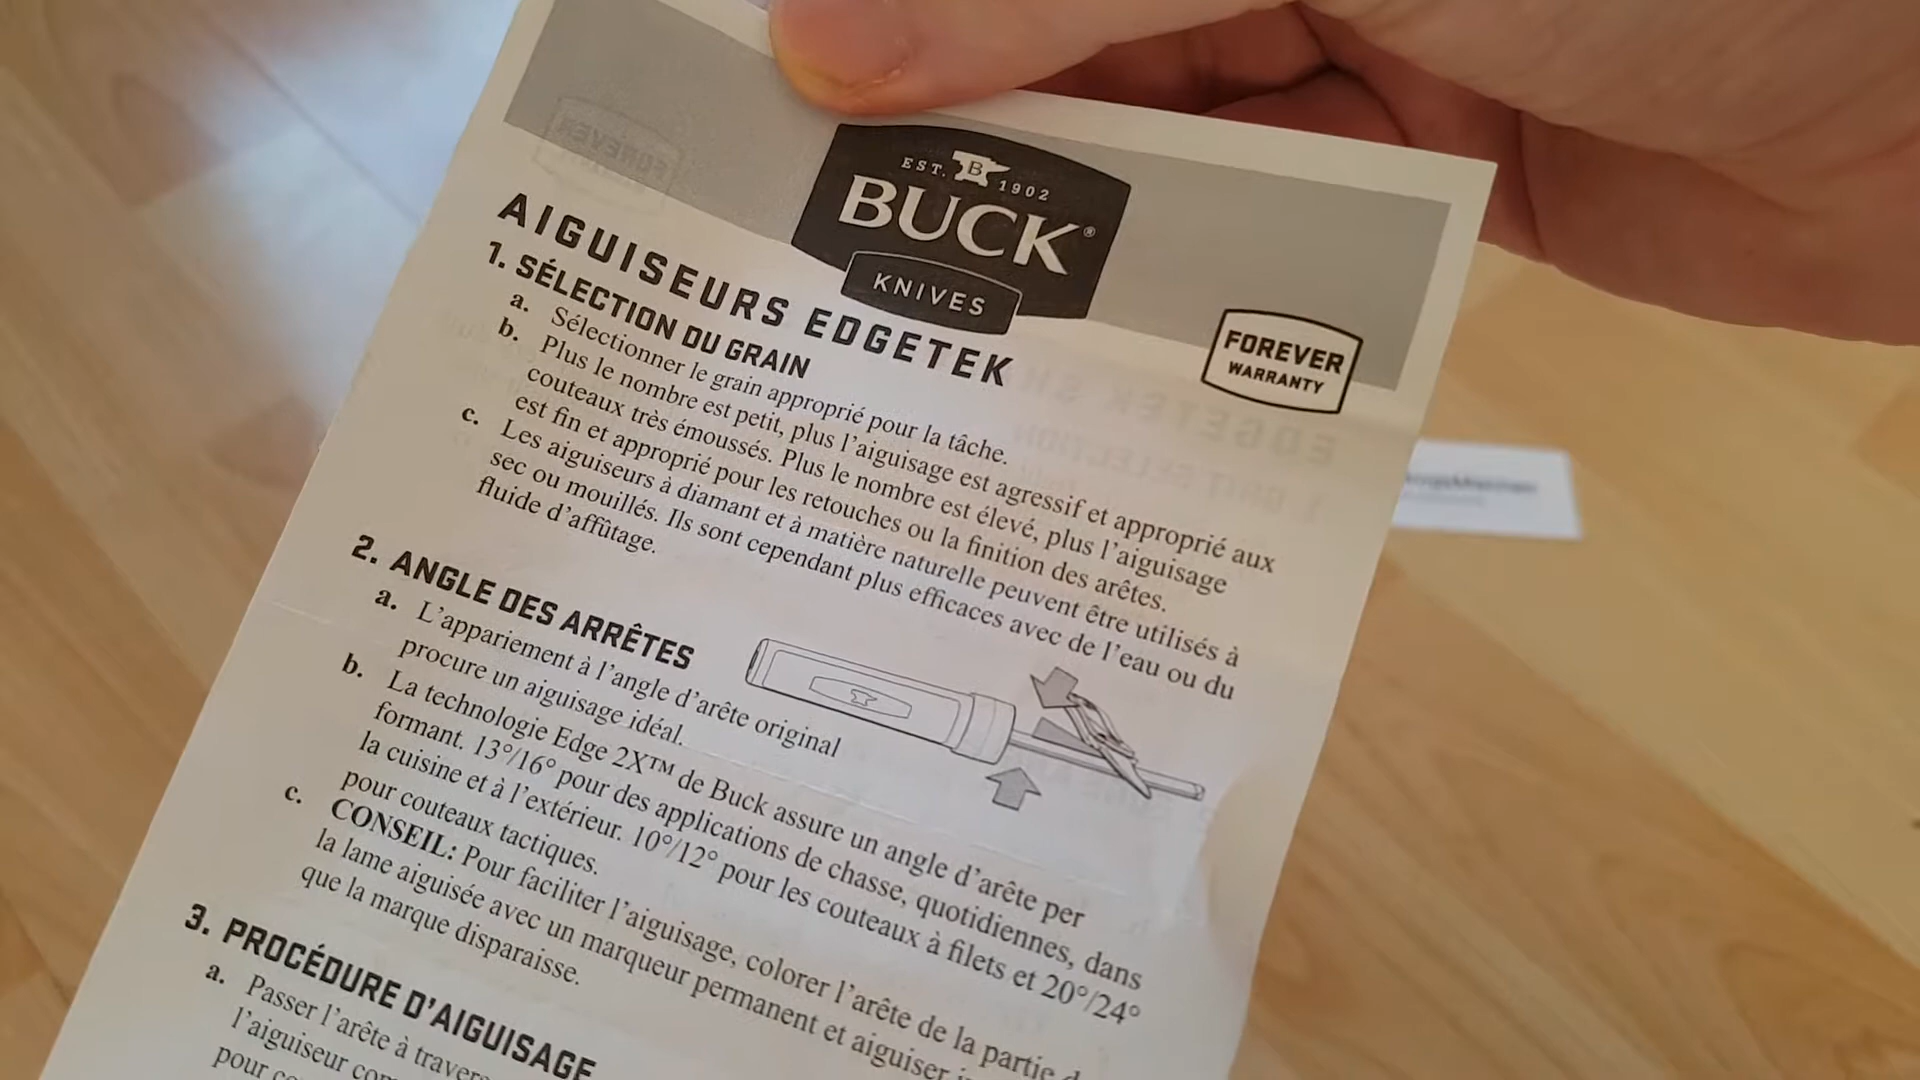 EST. B 1902
BUCK®
KNIVES
FOREVER
WARRANTY
AIGUISEURS EDGETEK
1. SÉLECTION DU GRAIN
a. Sélectionner le grain approprié pour la tâche.
b. Plus le nombre est petit, plus l'aiguisage est agressif et approprié aux
couteaux très émoussés. Plus le nombre est élevé, plus l'aiguisage
est fin et approprié pour les retouches ou la finition des arêtes.
c. Les aiguiseurs à diamant et à matière naturelle peuvent être utilisés à
sec ou mouillés. Ils sont cependant plus efficaces avec de l'eau ou du
fluide d'affûtage.
2. ANGLE DES ARRÊTES
a. L'appariement à l'angle d'arête original
procure un aiguisage idéal.
b. La technologie Edge 2X™ de Buck assure un angle d'arête per
formant. 13°/16° pour des applications de chasse, quotidiennes, dans
la cuisine et à l'extérieur. 10°/12° pour les couteaux à filets et 20°/24°
pour couteaux tactiques.
c. CONSEIL: Pour faciliter l'aiguisage, colorer l'arête de la partie
la lame aiguisée avec un marqueur permanent et aiguiser
que la marque disparaisse.
3. PROCÉDURE D'AIGUISAGE
a. Passer l'arête à travers
l'aiguiseur
pour